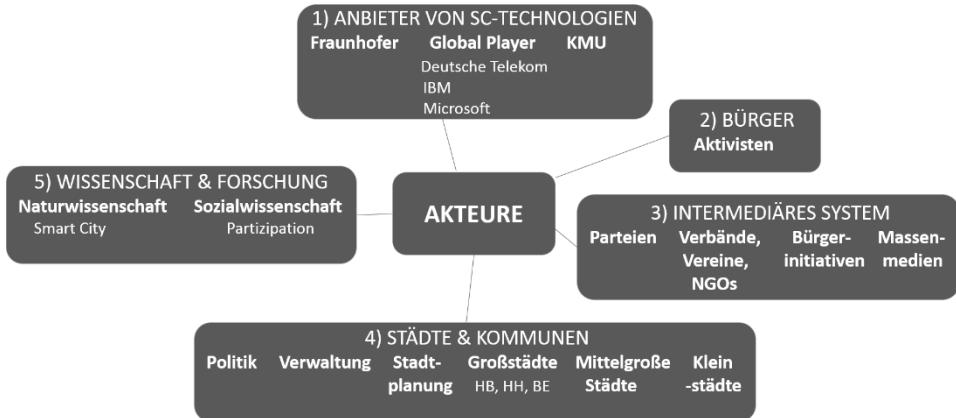 1) ANBIETER VON SC-TECHNOLOGIEN
Fraunhofer Global Player KMU
Deutsche Telekom
IBM
Microsoft
2) BÜRGER
Aktivisten
5) WISSENSCHAFT & FORSCHUNG
Naturwissenschaft Sozialwissenschaft
Smart City Partizipation
AKTEURE
3) INTERMEDIÄRES SYSTEM
Parteien Verbände, Bürger- Massen-
Vereine, initiativen medien
NGOs
4) STÄDTE & KOMMUNEN
Politik Verwaltung Stadt- Großstädte Mittelgroße Klein
planung HB, HH, BE Städte -städte